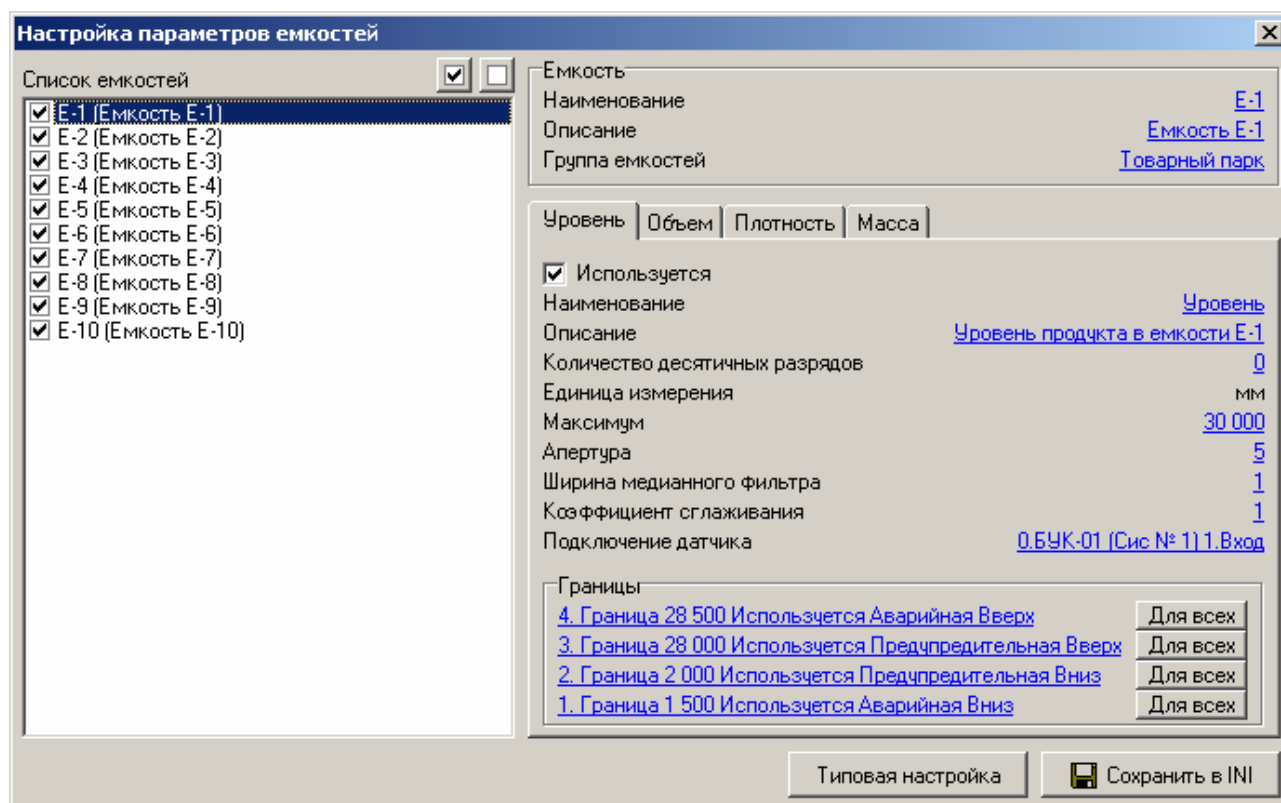 Настройка параметров емкостей
Список емкостей
Е-1 (Емкость Е-1)
Е-2 (Емкость Е-2)
Е-3 (Емкость Е-3)
Е-4 (Емкость Е-4)
Е-5 (Емкость Е-5)
Е-6 (Емкость Е-6)
Е-7 (Емкость Е-7)
Е-8 (Емкость Е-8)
Е-9 (Емкость Е-9)
Е-10 (Емкость Е-10)
Емкость
Наименование Е-1
Описание Емкость Е-1
Группа емкостей Товарный парк
Уровень Объем Плотность Масса
Используется
Наименование Уровень
Описание Уровень продукта в емкости Е-1
Количество десятичных разрядов 0
Единица измерения мм
Максимум 30 000
Апертура 5
Ширина медианного фильтра 1
Коэффициент сглаживания 1
Подключение датчика 0.БУК-01 (Сис № 1) 1.Вход
Границы
4. Граница 28 500 Используется Аварийная Вверх Для всех
3. Граница 28 000 Используется Предупредительная Вверх Для всех
2. Граница 2 000 Используется Предупредительная Вниз Для всех
1. Граница 1 500 Используется Аварийная Вниз Для всех
Типовая настройка Сохранить в INI